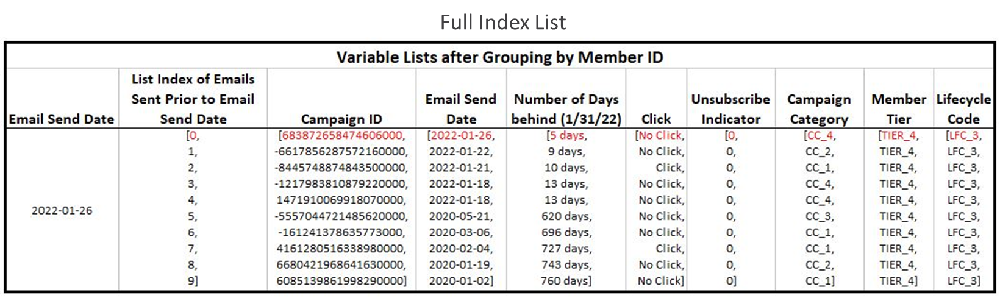 Full Index List
Variable Lists after Grouping by Member ID
Email Send Date List Index of Emails Sent Prior to Email Send Date Campaign ID Email Send Date Number of Days behind (1/31/22) Click Unsubscribe Indicator Campaign Category Member Tier Lifecycle Code
[0, [683872658474606000, [2022-01-26, [5 days, [No Click, [0, [CC_4, [TIER_4, [LFC_3,
1, -6617856287572160000, 2022-01-22, 9 days, No Click, 0, CC_2, TIER_4, LFC_3,
2, -8445748874843500000, 2022-01-21, 10 days, Click, 0, CC_1, TIER_4, LFC_3,
3, -1217983810879220000, 2022-01-18, 13 days, No Click, 0, CC_4, TIER_4, LFC_3,
4, 1471910069918070000, 2022-01-18, 13 days, No Click, 0, CC_4, TIER_4, LFC_3,
2022-01-26
5, -5557044721485620000, 2020-05-21, 620 days, No Click, 0, CC_3, TIER_4, LFC_3,
6, -161241378635773000, 2020-03-06, 696 days, No Click, 0, CC_1, TIER_4, LFC_3,
7, 4161280516338980000, 2020-02-04, 727 days, Click, 0, CC_1, TIER_4, LFC_3,
8, 6680421968641630000, 2020-01-19, 743 days, No Click, 0, CC_2, TIER_4, LFC_3,
9] 6085139861998290000] 2020-01-02] 760 days] No Click] 0] CC_1] TIER_4] LFC_3]